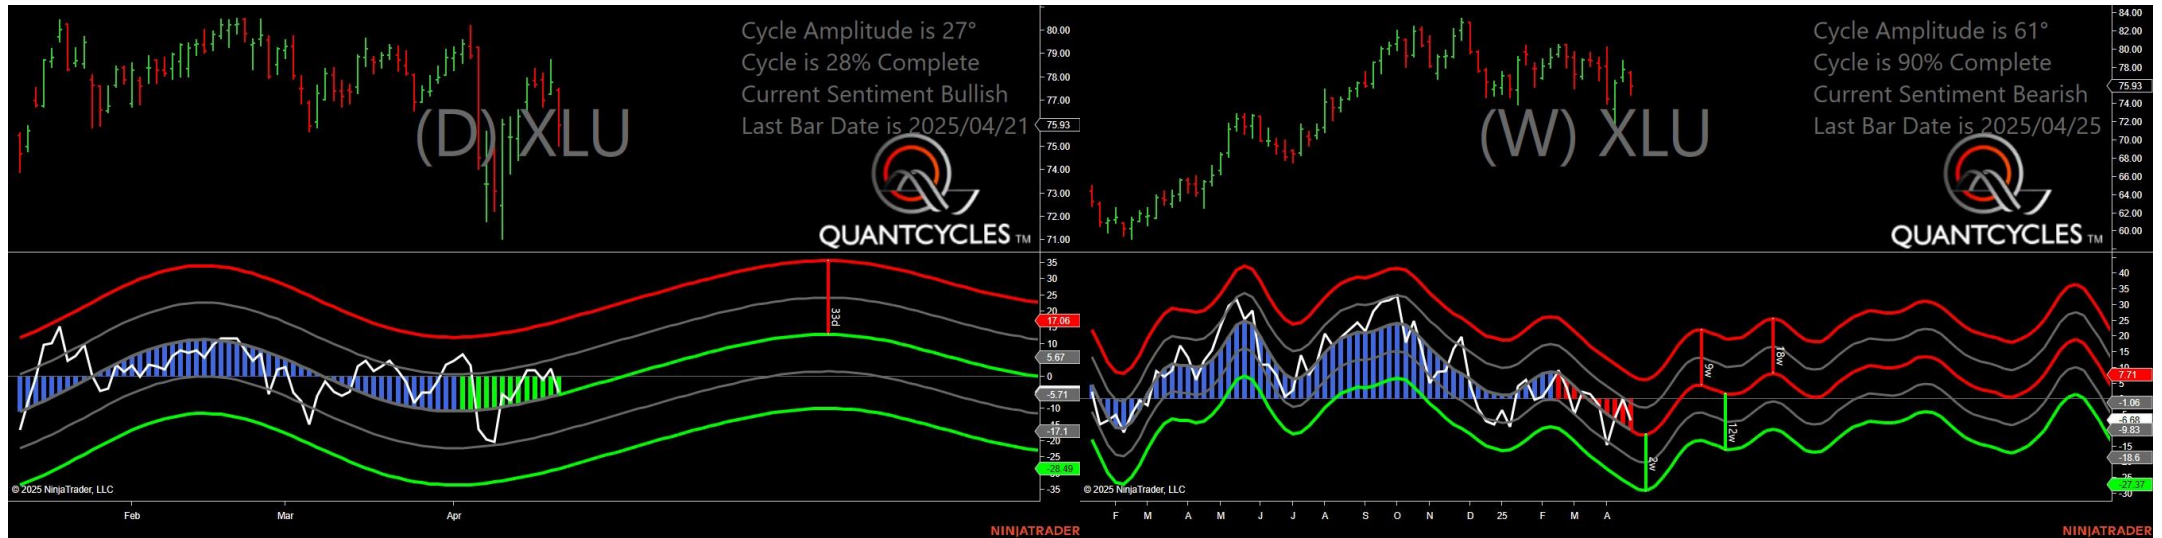 Cycle Amplitude is 27°
Cycle is 28% Complete
Current Sentiment Bullish
Last Bar Date is 2025/04/21
(D) XLU
QUANTCYCLES TM
80.00
79.00
78.00
77.00
75.93
75.00
74.00
73.00
72.00
71.00
35
30
25
20
17.06
10
5.67
0
-5.71
-10
-17.1
-20
-25
-28.49
-35
33d
© 2025 NinjaTrader, LLC
Feb Mar Apr
NINJATRADER
Cycle Amplitude is 61°
Cycle is 90% Complete
Current Sentiment Bearish
Last Bar Date is 2025/04/25
(W) XLU
QUANTCYCLES TM
84.00
82.00
80.00
78.00
75.93
74.00
72.00
70.00
68.00
66.00
64.00
62.00
60.00
40
35
30
25
20
15
10
7.71
-1.06
-6.68
-9.83
-15
-18.6
-27.37
-30
9w
18w
12w
2w
© 2025 NinjaTrader, LLC
F M A M J J A S O N D 25 F M A
NINJATRADER